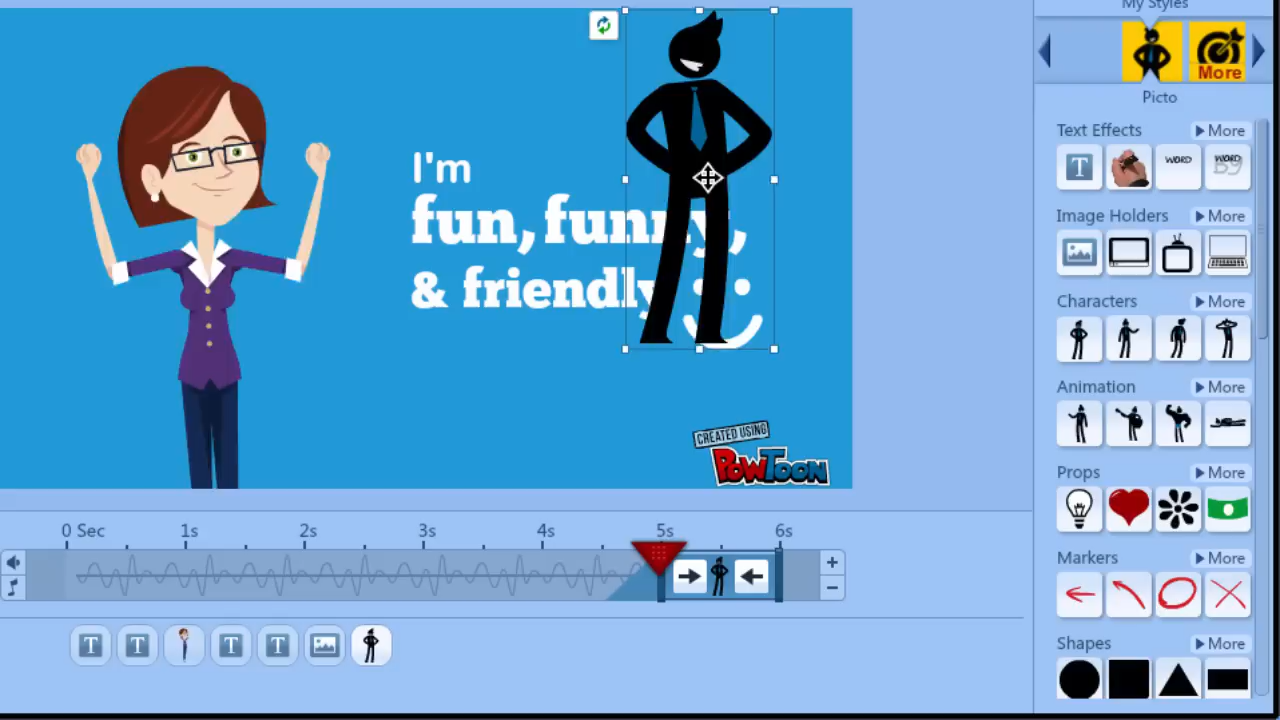 My Styles
More
Picto
Text Effects
More
T
WORD
WORD
Image Holders
More
Characters
More
Animation
More
Props
More
Markers
More
Shapes
More
I'm
fun, funny,
& friendly
CREATED USING
POWTOON
0 Sec 1s 2s 3s 4s 5s 6s
T T T T